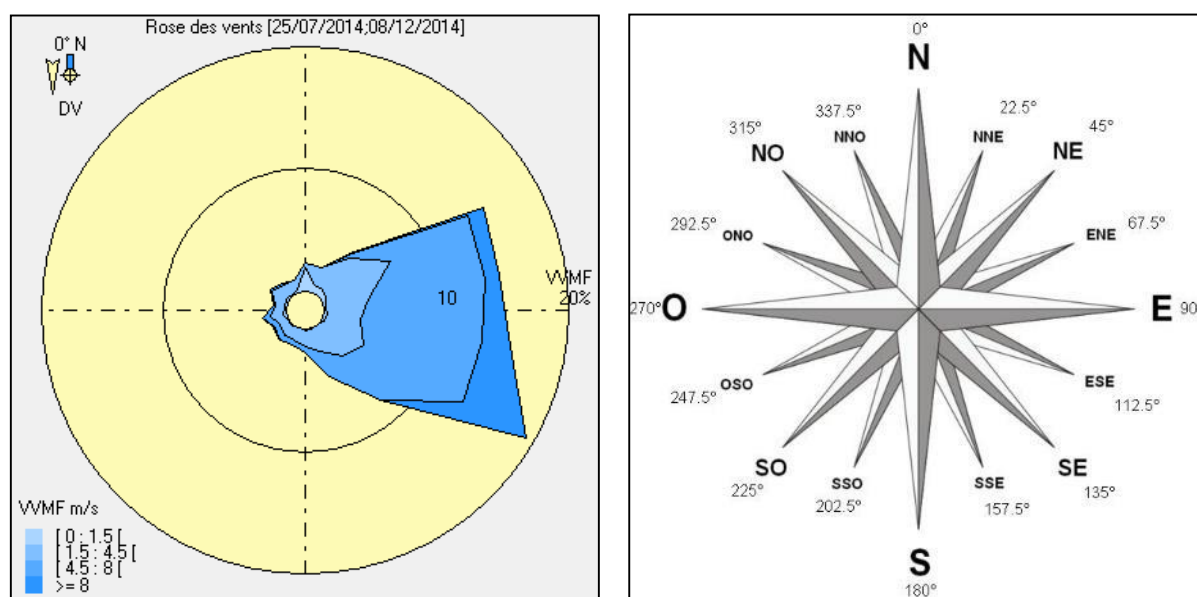 Rose des vents [25/07/2014;08/12/2014]
0° N
DV
VVMF
20%
10
VVMF m/s
[ 0 : 1.5 [
[ 1.5 : 4.5 [
[ 4.5 : 8 [
>= 8
0°
N
337.5°
22.5°
NNO
NNE
315°
45°
NO
NE
292.5°
ONO
ENE
67.5°
270°
O
E
90°
OSO
ESE
247.5°
112.5°
SO
SE
SSO
SSE
225°
135°
202.5°
157.5°
S
180°